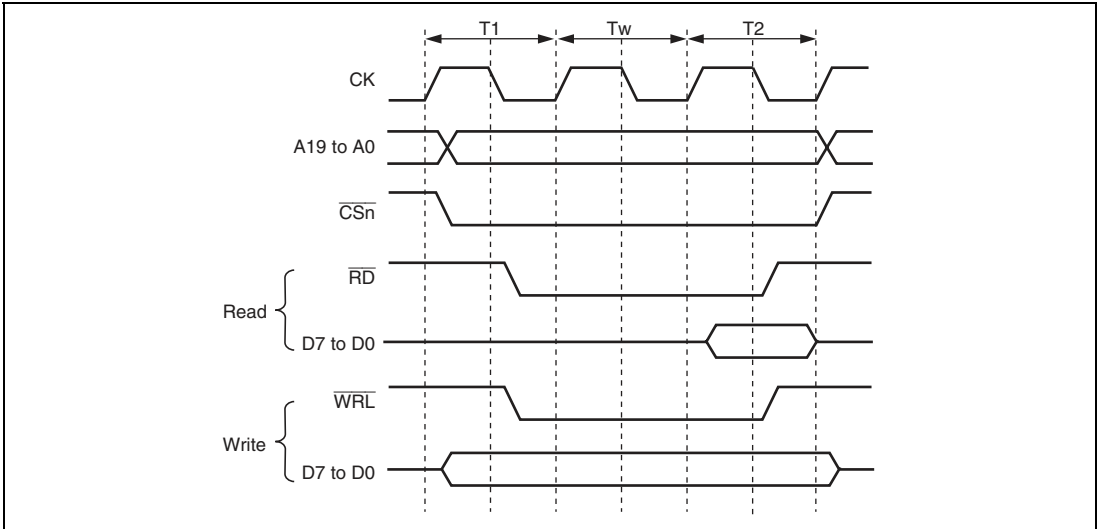 T1 Tw T2
CK
A19 to A0
CSn
RD
Read
D7 to D0
WRL
Write
D7 to D0